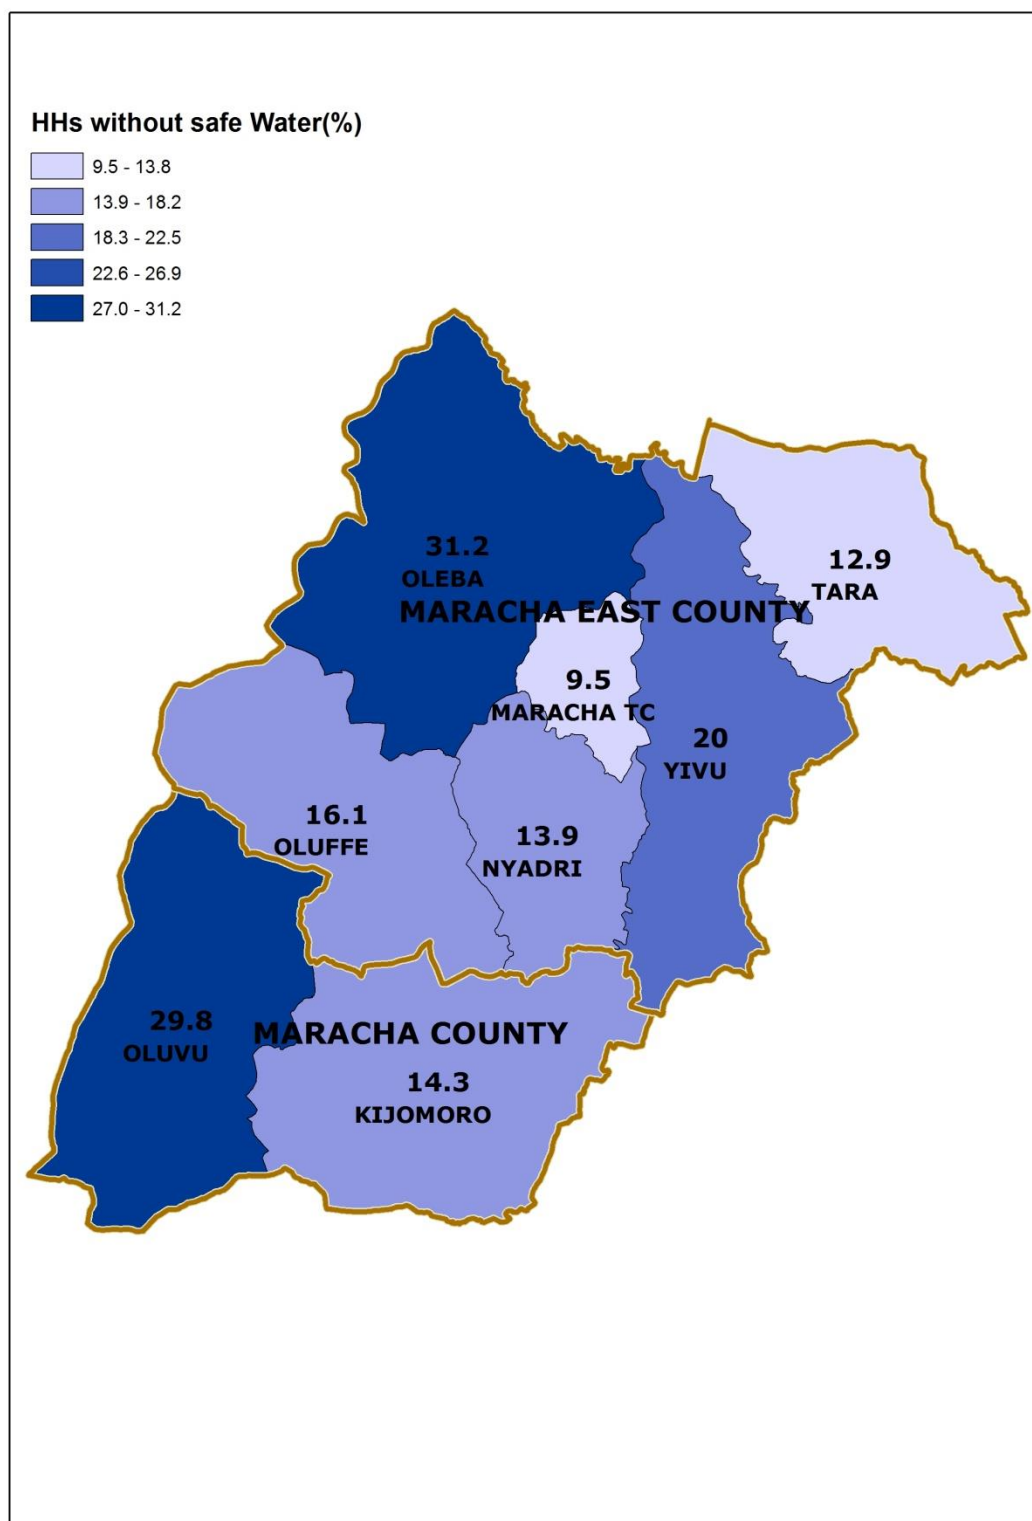 HHs without safe Water(%)
9.5 - 13.8
13.9 - 18.2
18.3 - 22.5
22.6 - 26.9
27.0 - 31.2
31.2
OLEBA
12.9
TARA
MARACHA EAST COUNTY
9.5
MARACHA TC
20
YIVU
16.1
OLUFFE
13.9
NYADRI
29.8
OLUVU
MARACHA COUNTY
14.3
KIJOMORO